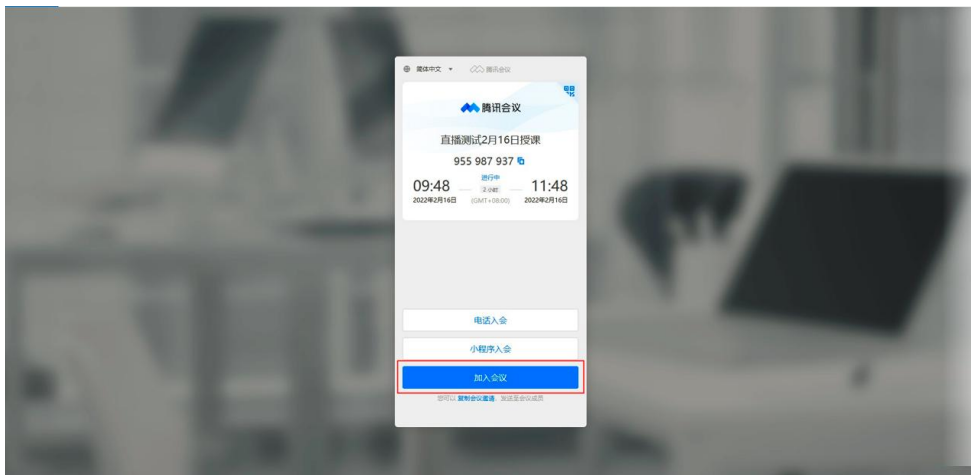 简体中文 腾讯会议
腾讯会议
直播测试2月16日授课
955 987 937
进行中
09:48 2小时 11:48
2022年2月16日 (GMT+08:00) 2022年2月16日
电话入会
小程序入会
加入会议
您可以 复制会议邀请，发送至会议成员